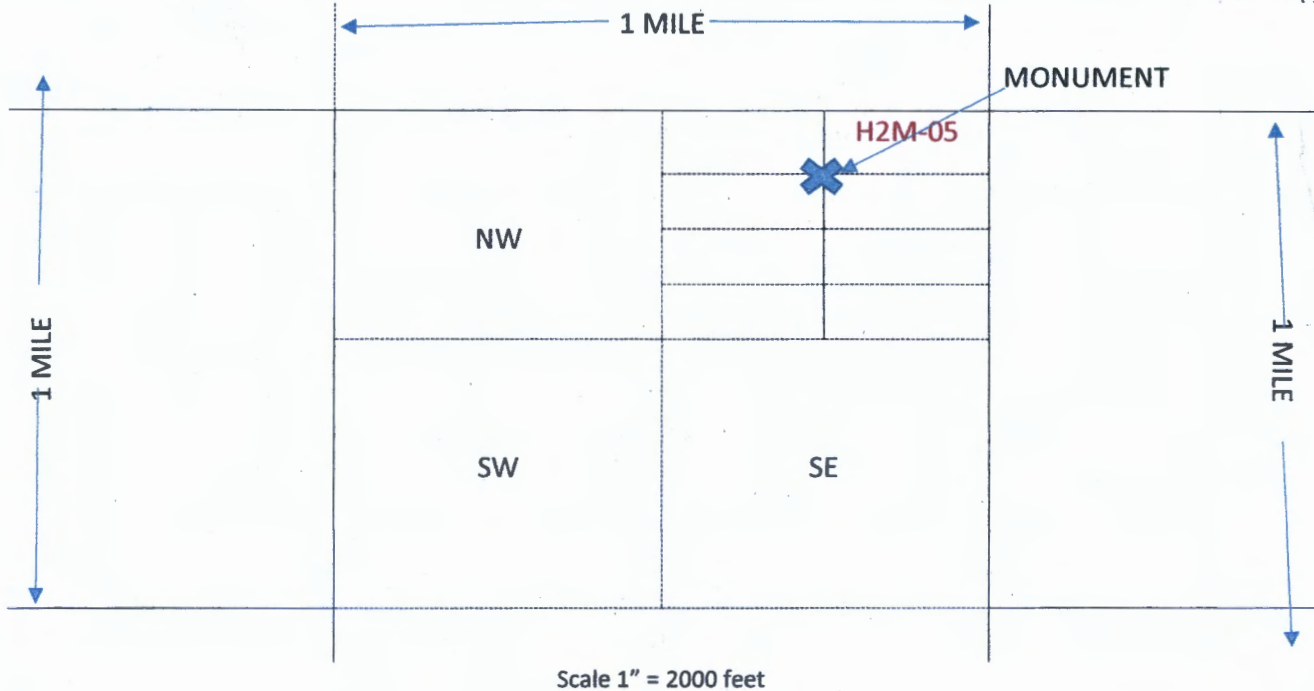 1 MILE
MONUMENT
H2M-05
NW
1 MILE
1 MILE
SW
SE
Scale 1" = 2000 feet